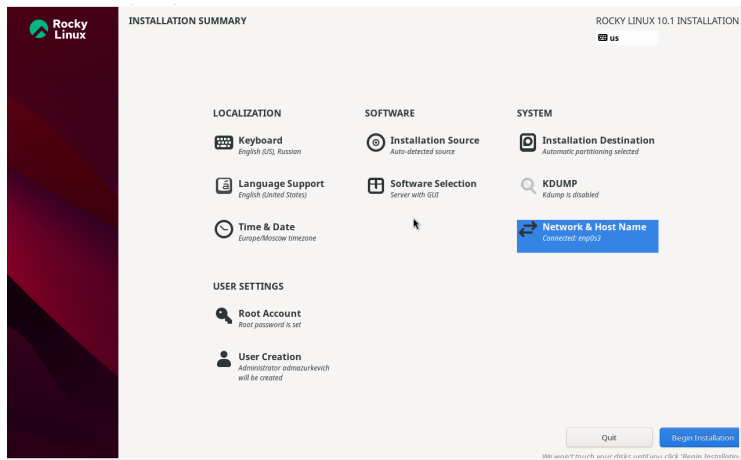 Rocky
Linux
INSTALLATION SUMMARY
ROCKY LINUX 10.1 INSTALLATION
us
LOCALIZATION
Keyboard
English (US), Russian
Language Support
English (United States)
Time & Date
Europe/Moscow timezone
SOFTWARE
Installation Source
Auto-detected source
Software Selection
Server with GUI
SYSTEM
Installation Destination
Automatic partitioning selected
KDUMP
Kdump is disabled
Network & Host Name
Connected: enp0s3
USER SETTINGS
Root Account
Root password is set
User Creation
Administrator admazurkevich
will be created
Quit
Begin Installation
We won't touch your disks until you click 'Begin Installatio